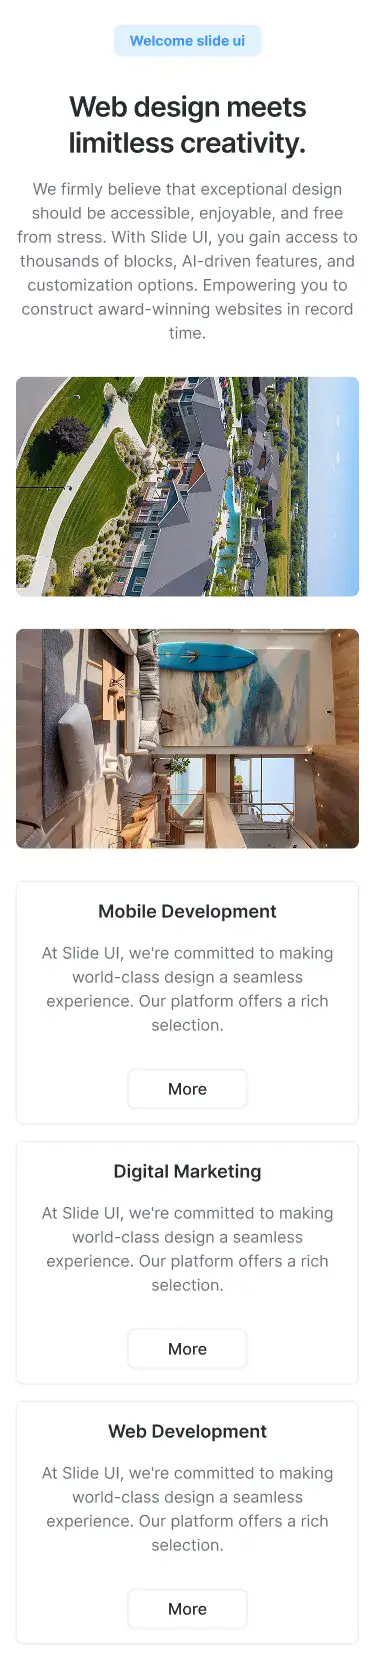 Welcome slide ui
Web design meets
limitless creativity.
We firmly believe that exceptional design
should be accessible, enjoyable, and free
from stress. With Slide UI, you gain access to
thousands of blocks, AI-driven features, and
customization options. Empowering you to
construct award-winning websites in record
time.
Mobile Development
At Slide UI, we're committed to making
world-class design a seamless
experience. Our platform offers a rich
selection.
More
Digital Marketing
At Slide UI, we're committed to making
world-class design a seamless
experience. Our platform offers a rich
selection.
More
Web Development
At Slide UI, we're committed to making
world-class design a seamless
experience. Our platform offers a rich
selection.
More